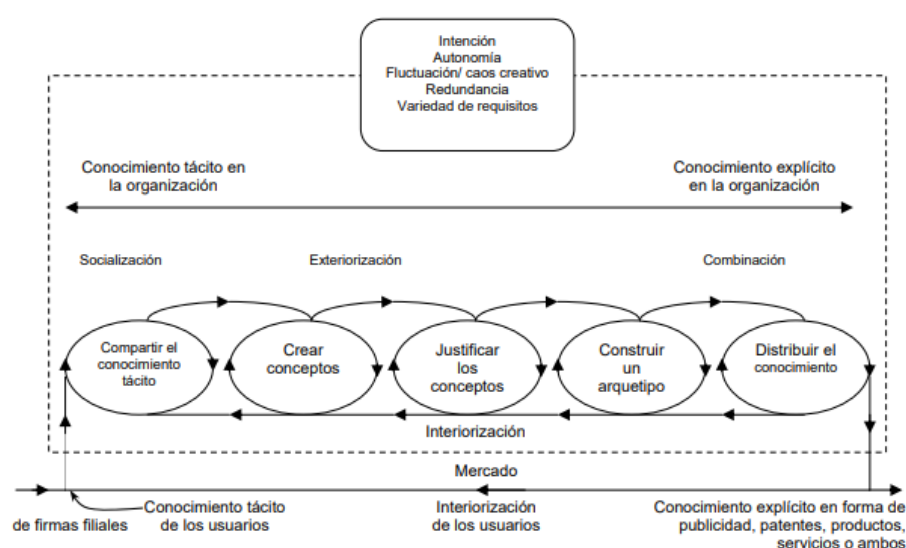 Intención
Autonomía
Fluctuación/ caos creativo
Redundancia
Variedad de requisitos
Conocimiento tácito en
la organización
Conocimiento explícito
en la organización
Socialización
Exteriorización
Combinación
Compartir el
conocimiento
tácito
Crear
conceptos
Justificar
los
conceptos
Construir
un
arquetipo
Distribuir el
conocimiento
Interiorización
Mercado
de firmas filiales
Conocimiento tácito
de los usuarios
Interiorización
de los usuarios
Conocimiento explícito en forma de
publicidad, patentes, productos,
servicios o ambos